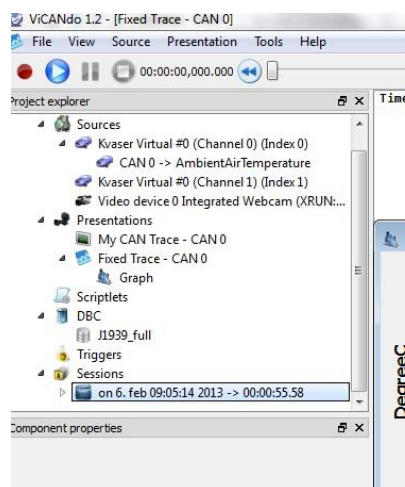 ViCANdo 1.2 - [Fixed Trace - CAN 0]
File View Source Presentation Tools Help
00:00:00,000.000
Project explorer
Time
Sources
Kvaser Virtual #0 (Channel 0) (Index 0)
CAN 0 -> AmbientAirTemperature
Kvaser Virtual #0 (Channel 1) (Index 1)
Video device 0 Integrated Webcam (XRUN:...
Presentations
My CAN Trace - CAN 0
Fixed Trace - CAN 0
Graph
Scriptlets
DBC
J1939_full
Triggers
Sessions
on 6. feb 09:05:14 2013 -> 00:00:55.58
Component properties
DegreeC